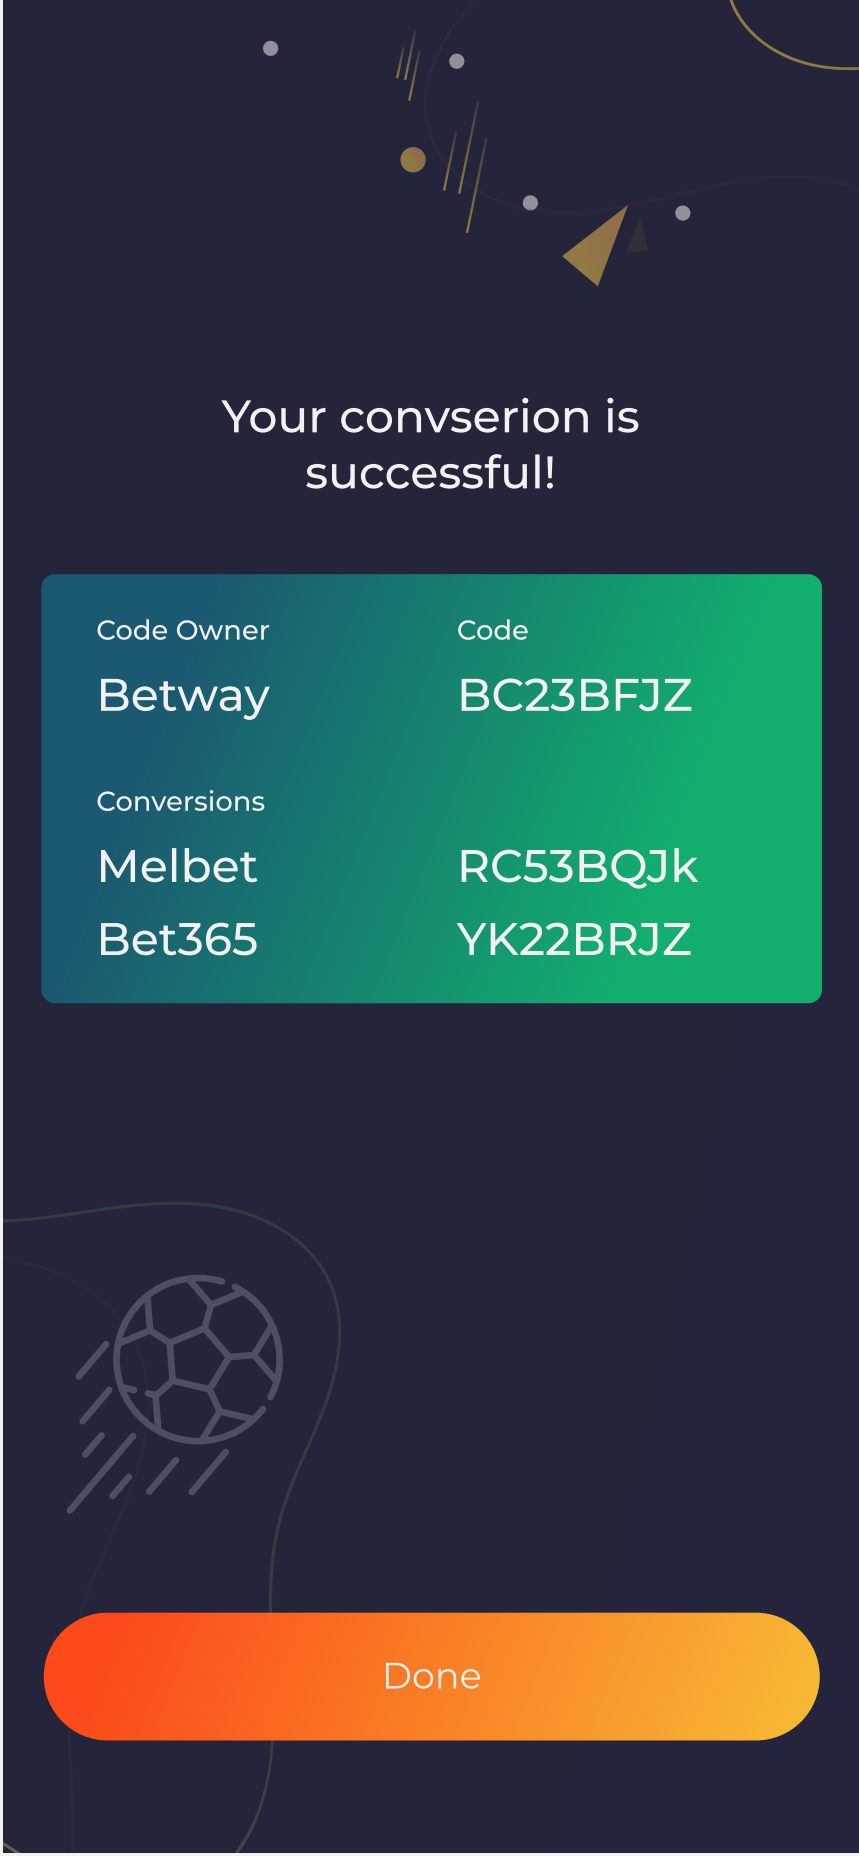 Your convserion is
successful!
Code Owner Code
Betway BC23BFJZ
Conversions
Melbet RC53BQJk
Bet365 YK22BRJZ
Done